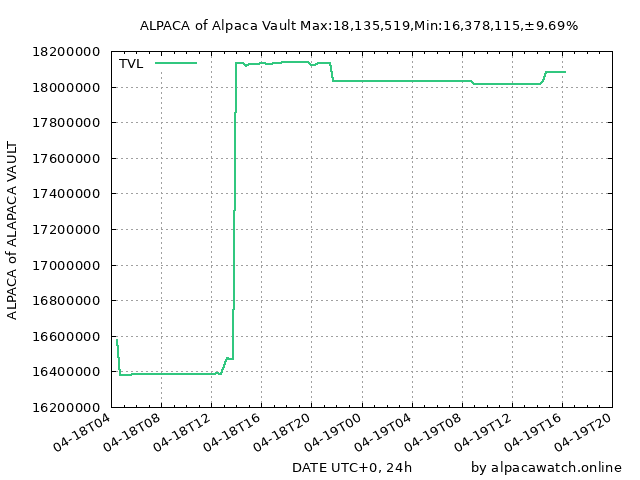 ALPACA of Alpaca Vault Max:18,135,519,Min:16,378,115,±9.69%
TVL
18200000
18000000
17800000
17600000
17400000
17200000
17000000
16800000
16600000
16400000
16200000
ALPACA of ALAPACA VAULT
04-18T04
04-18T08
04-18T12
04-18T16
04-18T20
04-19T00
04-19T04
04-19T08
04-19T12
04-19T16
04-19T20
DATE UTC+0, 24h
by alpacawatch.online